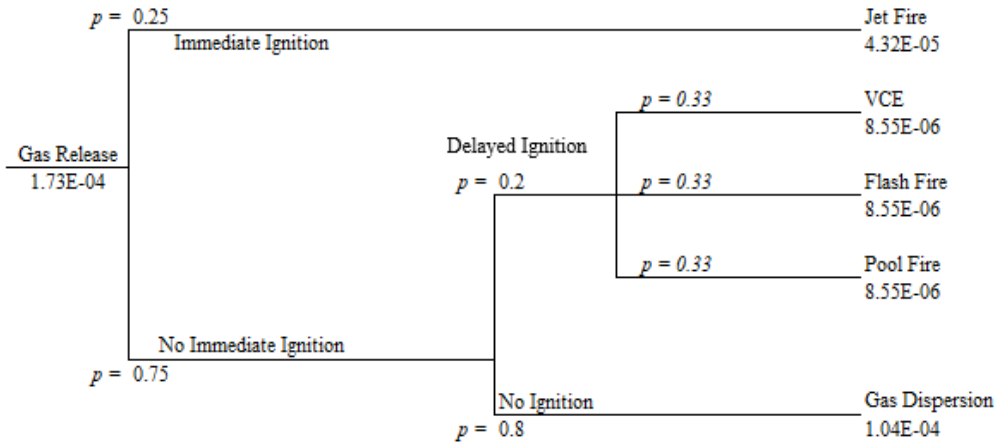 p = 0.25
Jet Fire
Immediate Ignition
4.32E-05
p = 0.33
VCE
8.55E-06
Delayed Ignition
Gas Release
1.73E-04
p = 0.2
p = 0.33
Flash Fire
8.55E-06
p = 0.33
Pool Fire
8.55E-06
No Immediate Ignition
p = 0.75
No Ignition
Gas Dispersion
p = 0.8
1.04E-04